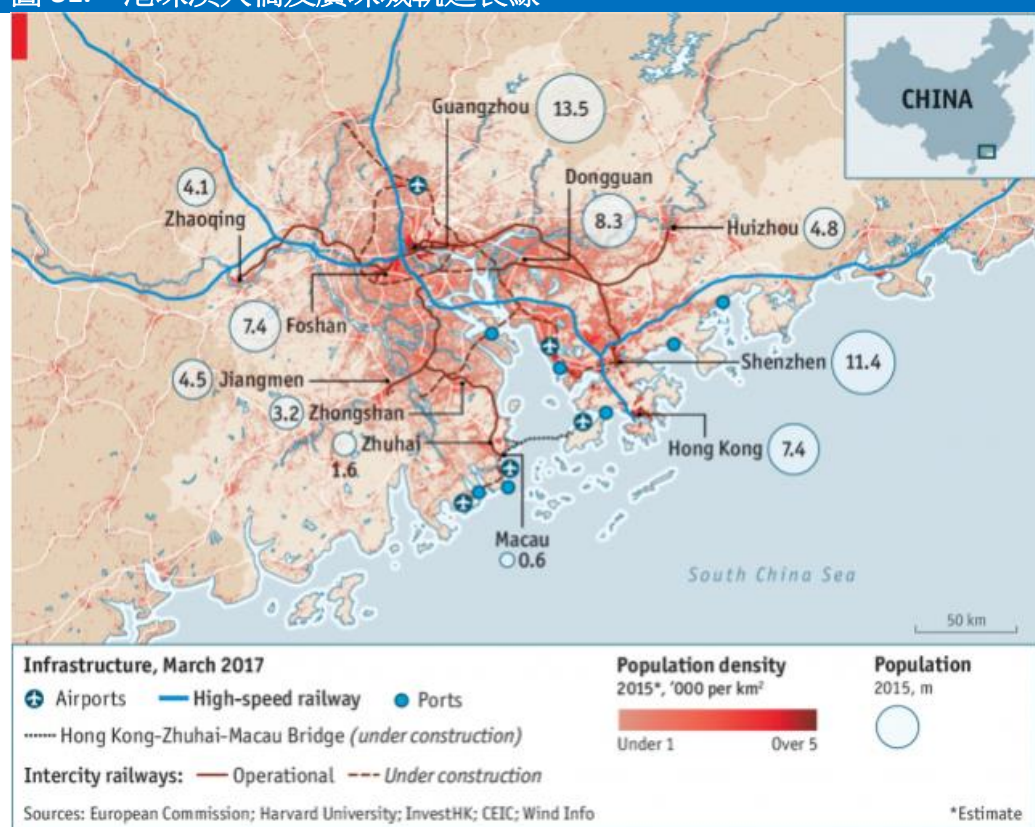 CHINA
Guangzhou 13.5
Dongguan
8.3
4.1
Zhaoqing
Huizhou 4.8
7.4 Foshan
Shenzhen 11.4
4.5 Jiangmen
3.2 Zhongshan
Zhuhai
1.6
Hong Kong 7.4
Macau
0.6
South China Sea
50 km
Infrastructure, March 2017
Airports High-speed railway Ports
Hong Kong-Zhuhai-Macau Bridge (under construction)
Intercity railways: Operational Under construction
Population density
2015*, '000 per km²
Under 1 Over 5
Population
2015, m
Sources: European Commission; Harvard University; InvestHK; CEIC; Wind Info
*Estimate